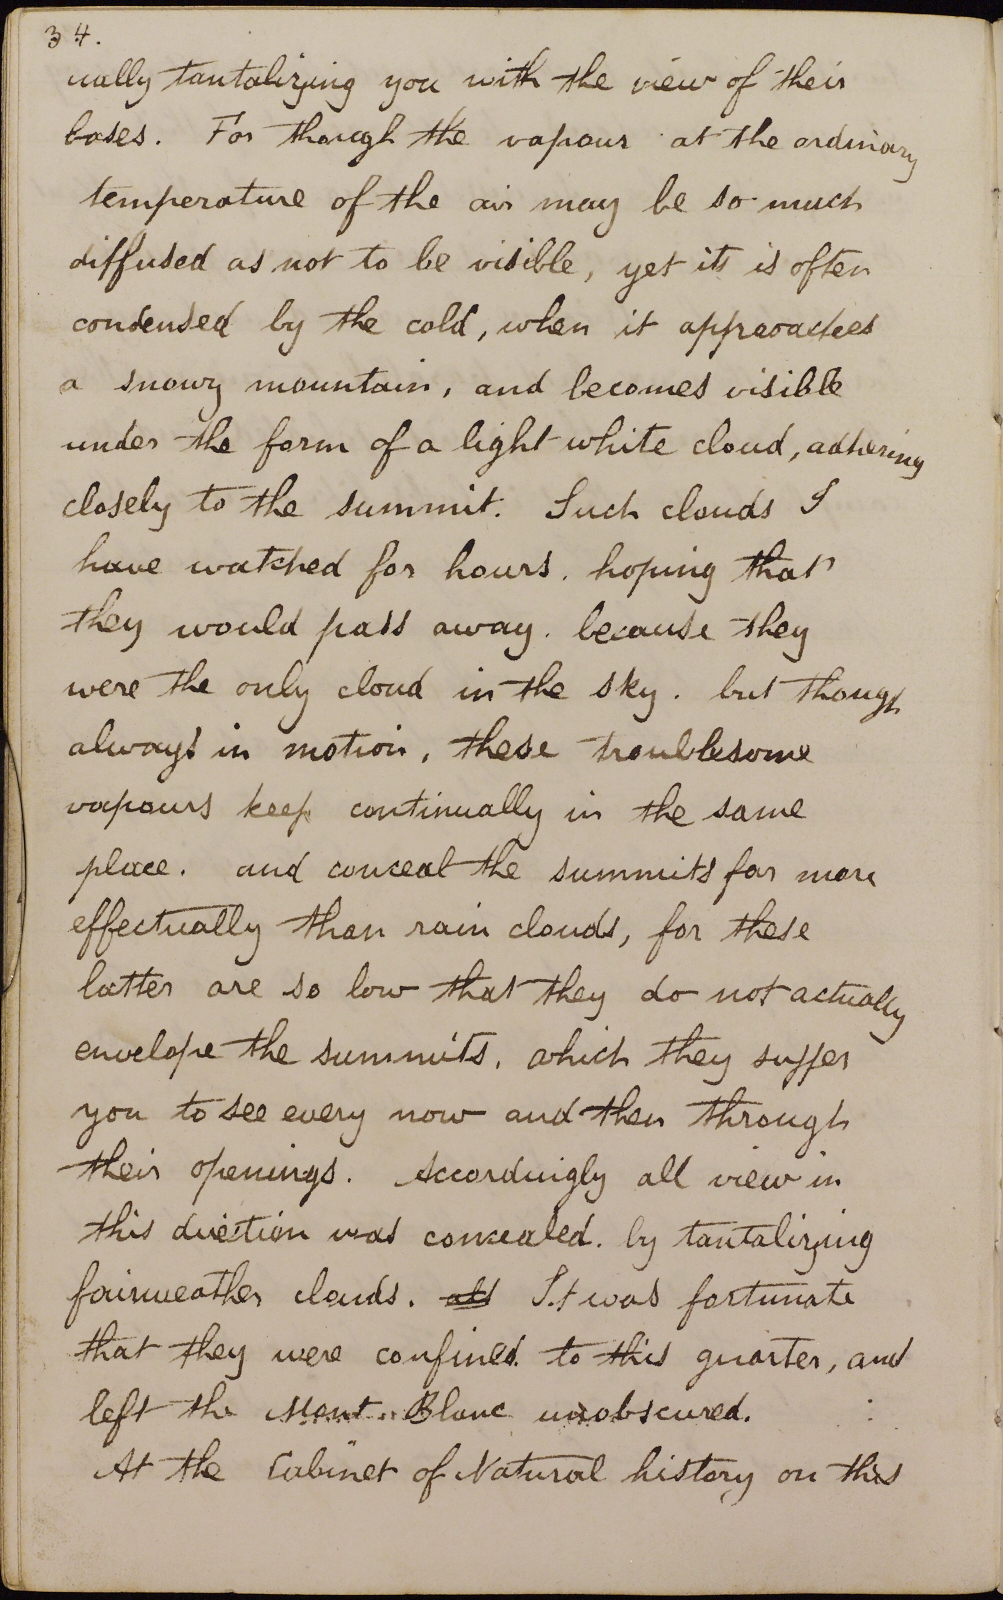 34.
ually tantalizing you with the view of their
bases. For though the vapour at the ordinary
temperature of the air may be so much
diffused as not to be visible, yet its is often
condensed by the cold, when it approaches
a snowy mountain, and becomes visible
under the form of a light white cloud, adhering
closely to the summit. Such clouds I
have watched for hours. hoping that
they would pass away. because they
were the only cloud in the sky. but though
always in motion, these troublesome
vapours keep continually in the same
place. and conceal the summits far more
effectually than rain clouds, for these
latter are so low that they do not actually
envelope the summits, which they suffer
you to see every now and then through
their openings. Accordingly all view in
this direction was concealed. by tantalizing
fairweather clouds. It was fortunate
that they were confined to this quarter, and
left the Mont Blanc unobscured.
At the Cabinet of Natural history on this